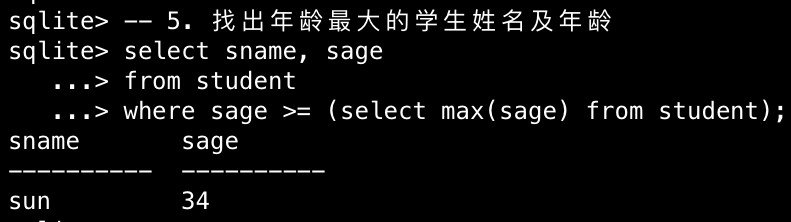 sqlite> -- 5. 找出年龄最大的学生姓名及年龄
sqlite> select sname, sage
   ...> from student
   ...> where sage >= (select max(sage) from student);
sname       sage
----------  ----------
sun         34